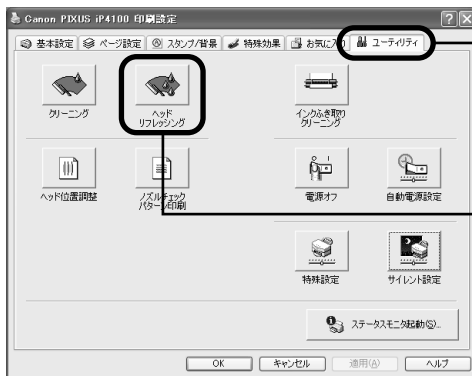 Canon PIXUS iP4100 印刷設定
基本設定 ページ設定 スタンプ/背景 特殊効果 お気に入り ユーティリティ
クリーニング
ヘッド
リフレッシング
インクふき取り
クリーニング
ヘッド位置調整
ノズルチェック
パターン印刷
電源オフ
自動電源設定
特殊設定
サイレント設定
ステータスモニタ起動(S)...
OK キャンセル 適用(A) ヘルプ